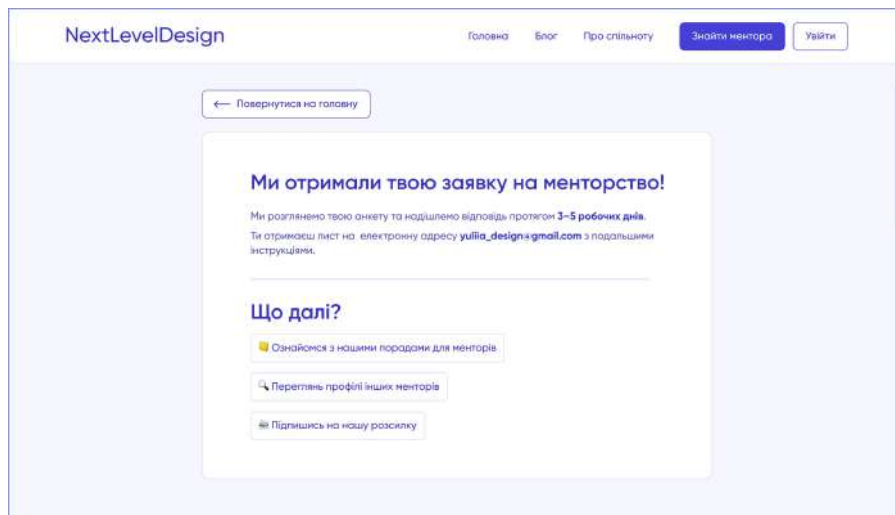 NextLevelDesign
Головна Блог Про спільноту Знайти ментора Увійти
← Повернутися на головну
Ми отримали твою заявку на менторство!
Ми розглянемо твою анкету та надішлемо відповідь протягом 3–5 робочих днів.
Ти отримаєш лист на електронну адресу yuliia_design@gmail.com з подальшими
інструкціями.
Що далі?
Ознайомся з нашими порадами для менторів
Переглянь профілі інших менторів
Підпишись на нашу розсилку